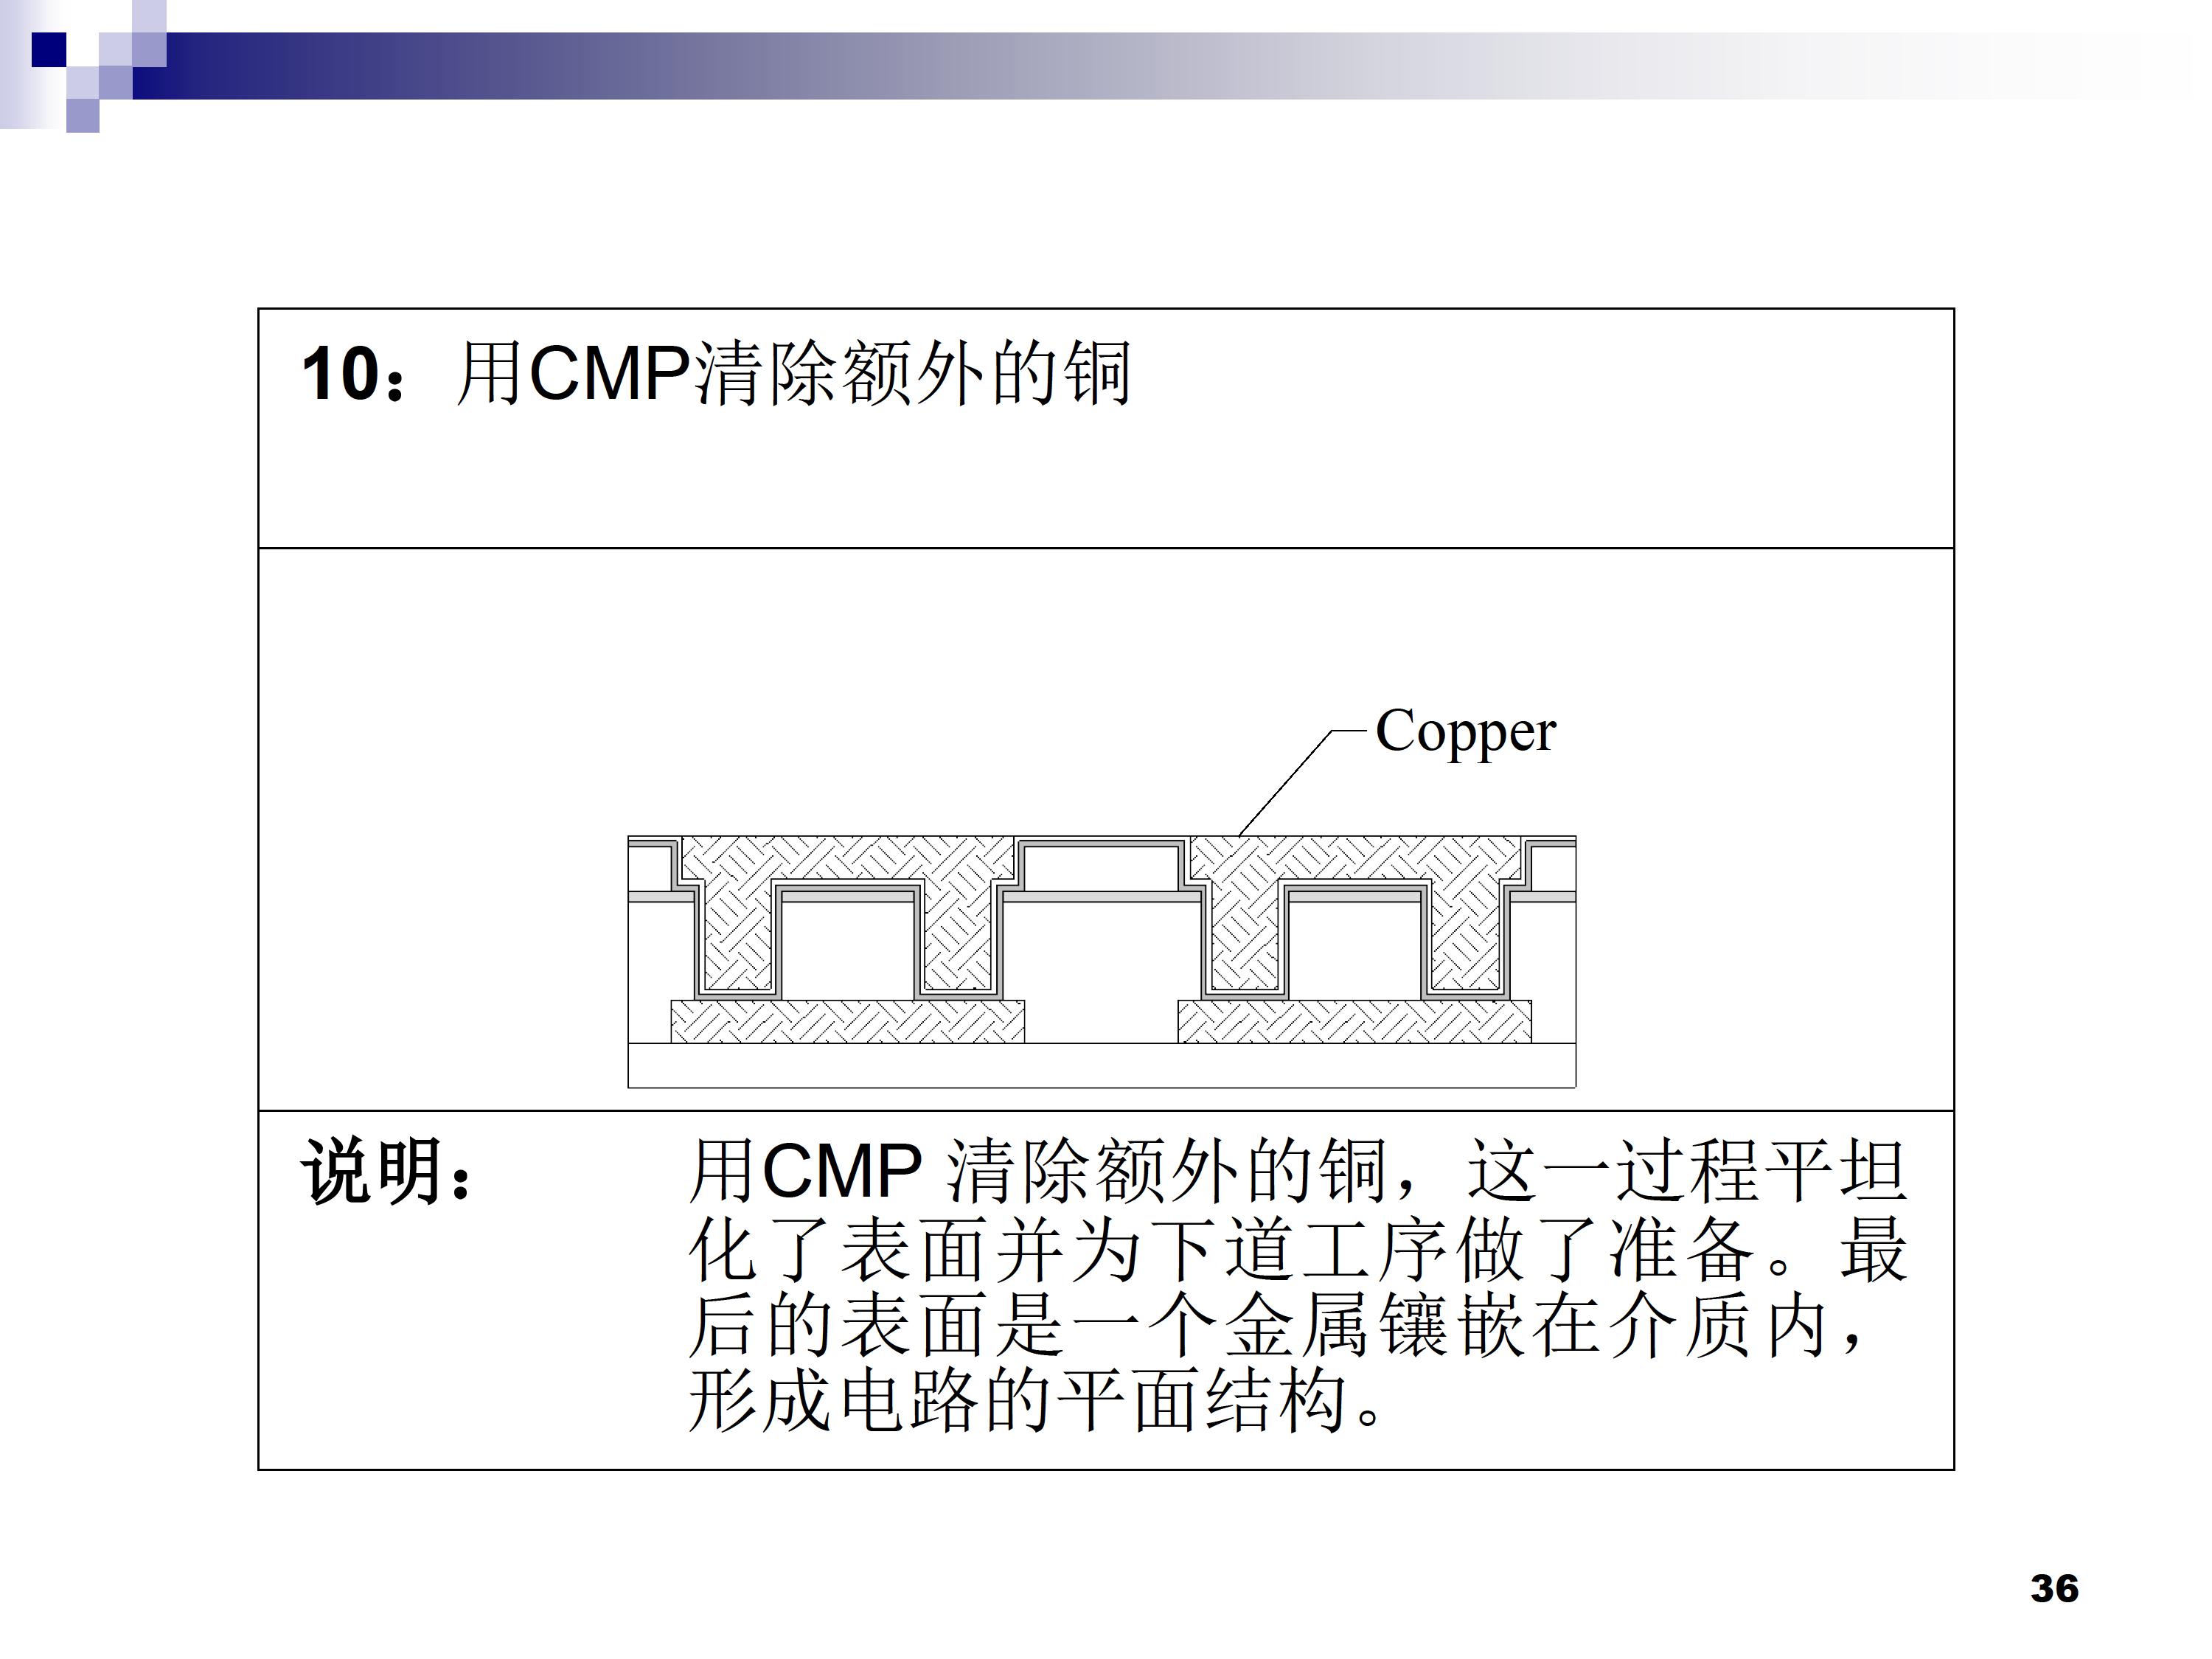 10：用CMP清除额外的铜
Copper
说明： 用CMP 清除额外的铜，这一过程平坦
化了表面并为下道工序做了准备。最
后的表面是一个金属镶嵌在介质内，
形成电路的平面结构。
36